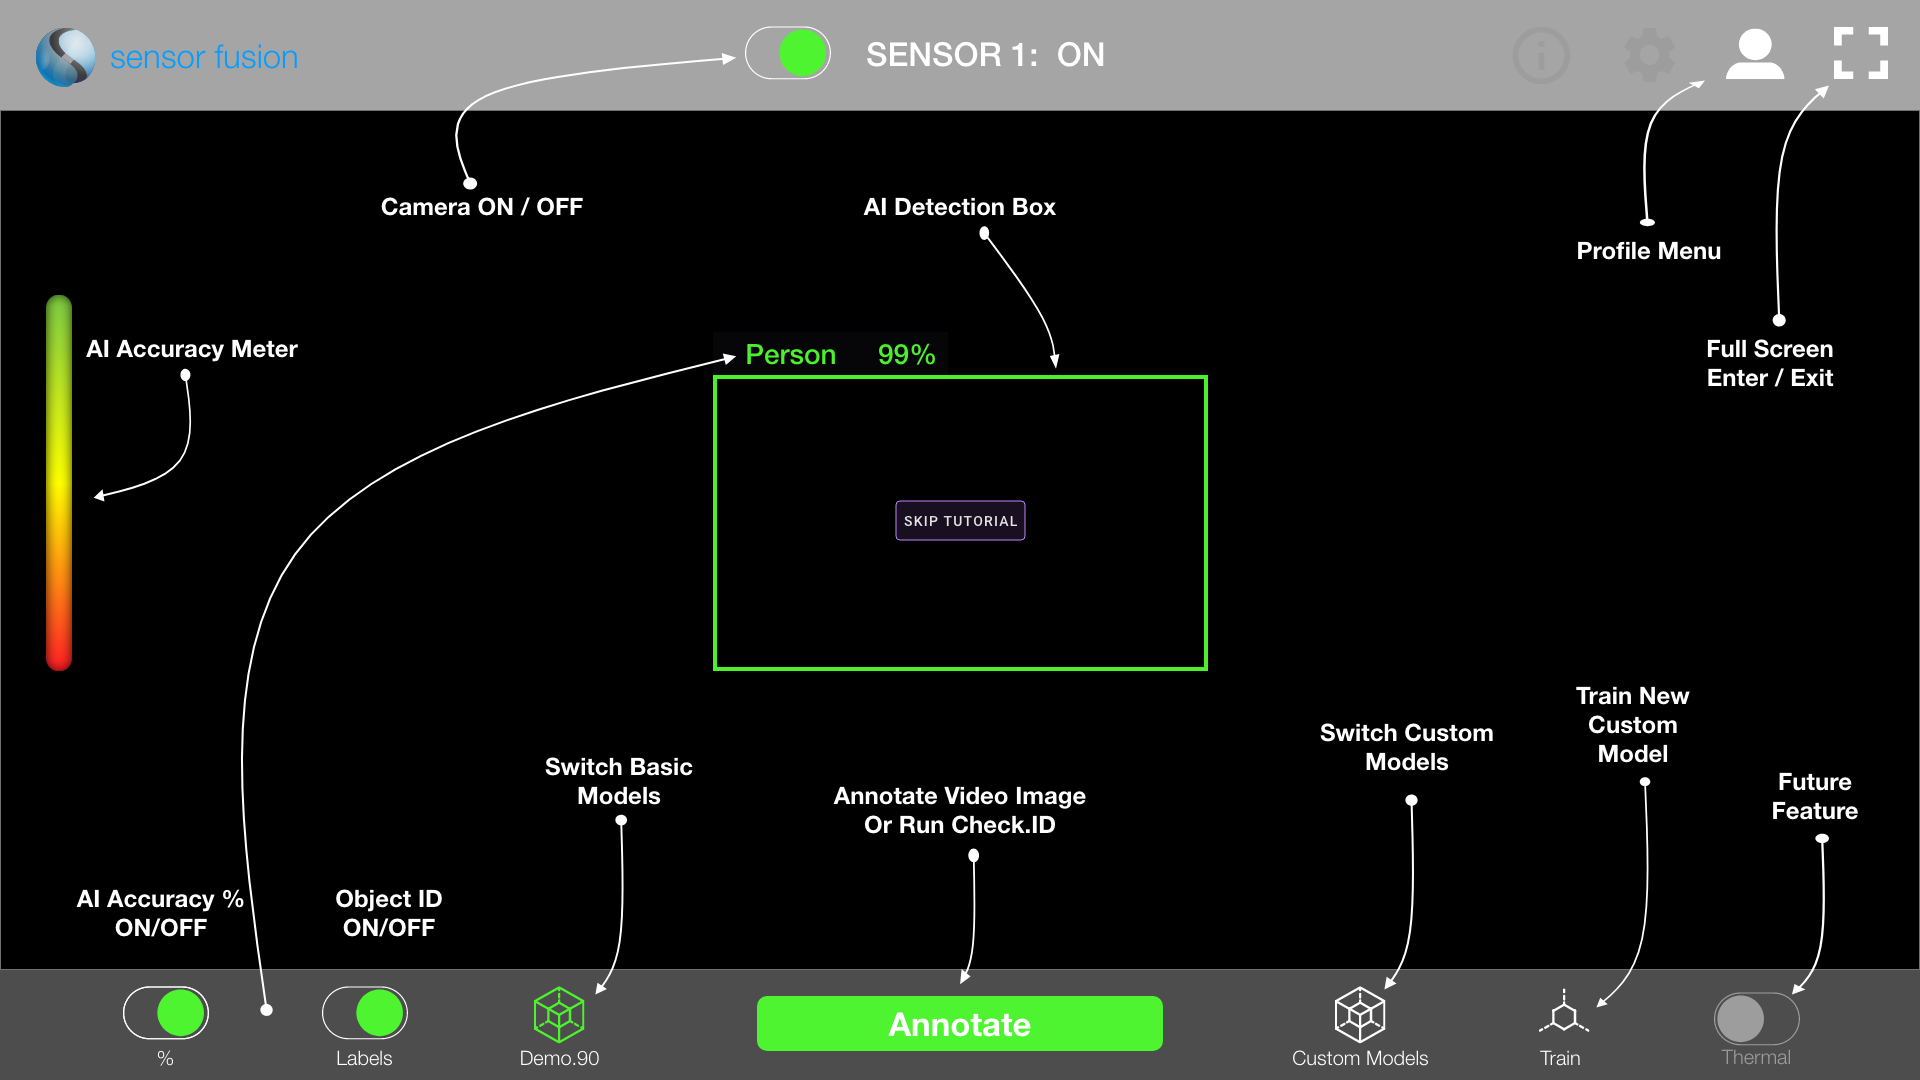 sensor fusion
SENSOR 1: ON
Camera ON / OFF
AI Detection Box
Profile Menu
AI Accuracy Meter
Person 99%
Full Screen
Enter / Exit
SKIP TUTORIAL
Switch Basic
Models
Annotate Video Image
Or Run Check.ID
Switch Custom
Models
Train New
Custom
Model
Future
Feature
AI Accuracy %
ON/OFF
Object ID
ON/OFF
%
Labels
Demo.90
Annotate
Custom Models
Train
Thermal